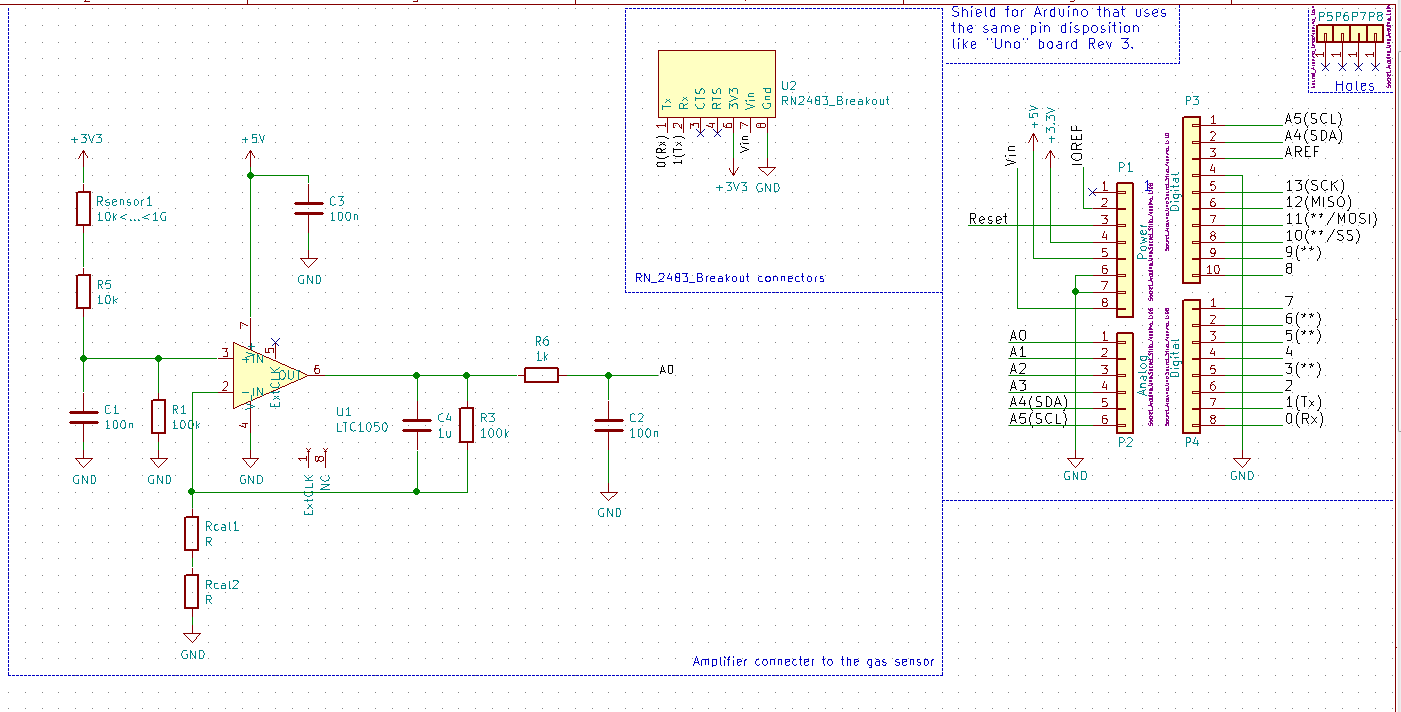 Shield for Arduino that uses
the same pin disposition
like "Uno" board Rev 3.
P5 P6 P7 P8
1 1 1 1
Holes
U2
RN2483_Breakout
Tx
Rx
CTS
RTS
3V3
Vin
Gnd
1
2
3
4
6
7
8
0(Rx)
1(Tx)
Vin
+3V3
GND
RN_2483_Breakout connectors
+3V3
Rsensor1
10k<...<1G
R5
10k
+5V
C3
100n
GND
7
3
+IN
5
ExtCLK
OUT
6
2
-IN
V+
V-
4
U1
LTC1050
C1
100n
GND
R1
100k
GND
GND
1
ExtCLK
8
NC
C4
1u
R3
100k
R6
1k
A0
C2
100n
GND
Rcal1
R
Rcal2
R
GND
Amplifier connecter to the gas sensor
Vin
+5V
+3.3V
IOREF
Reset
P1
Power
1
1
2
3
4
5
6
7
8
A0
A1
A2
A3
A4(SDA)
A5(SCL)
1
2
3
4
5
6
Analog
P2
GND
P3
Digital
1
2
3
4
5
6
7
8
9
10
A5(SCL)
A4(SDA)
AREF
13(SCK)
12(MISO)
11(**/MOSI)
10(**/SS)
9(**)
8
Digital
1
2
3
4
5
6
7
8
7
6(**)
5(**)
4
3(**)
2
1(Tx)
0(Rx)
P4
GND